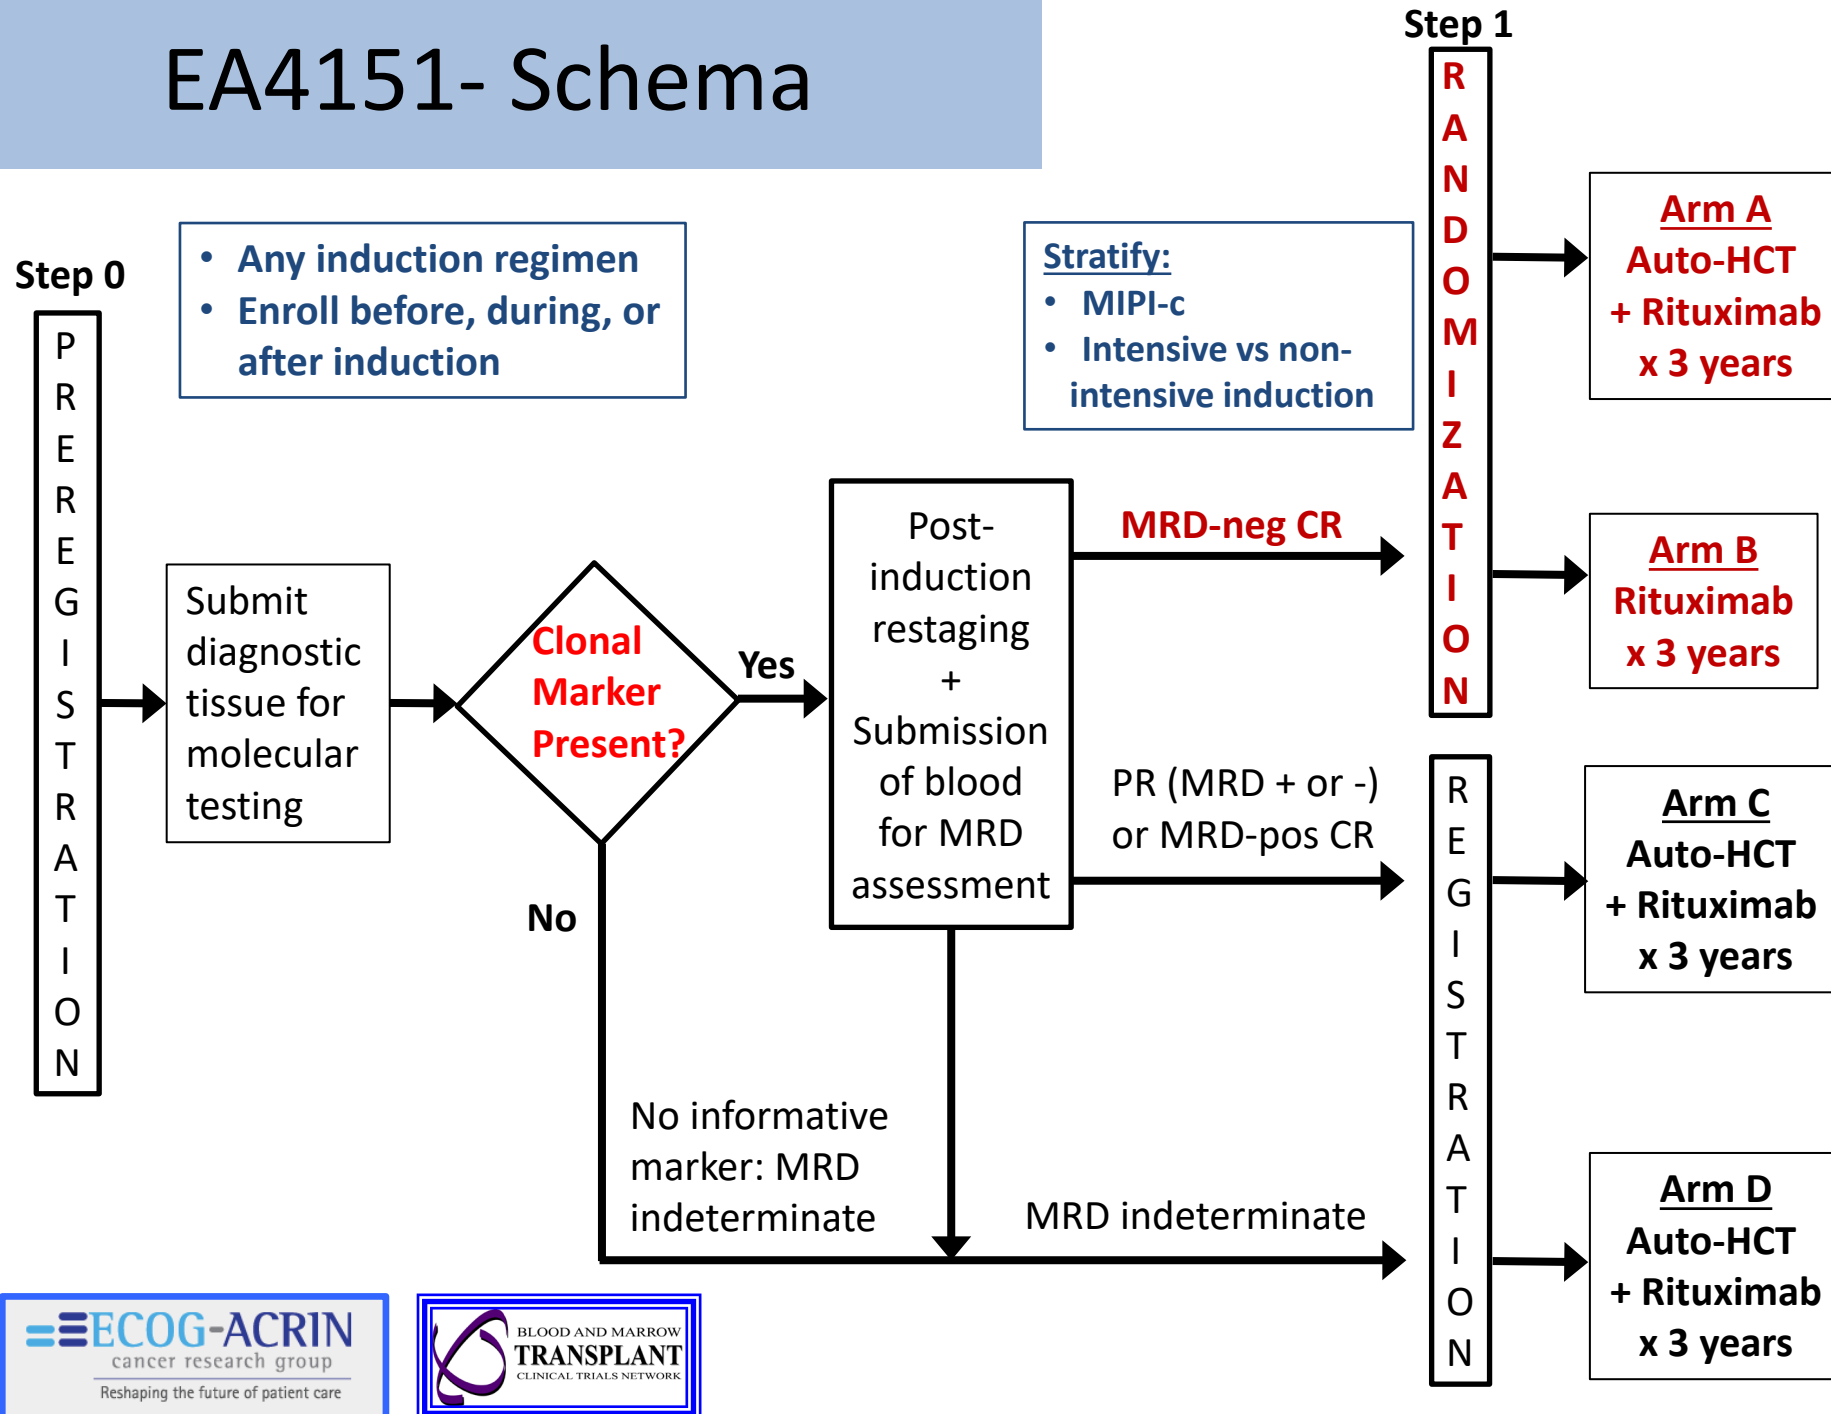 EA4151- Schema
Step 0
PREREGISTRATION
• Any induction regimen
• Enroll before, during, or
after induction
Submit
diagnostic
tissue for
molecular
testing
Clonal
Marker
Present?
Yes
No
No informative
marker: MRD
indeterminate
Post-
induction
restaging
+
Submission
of blood
for MRD
assessment
Stratify:
• MIPI-c
• Intensive vs non-
intensive induction
MRD-neg CR
PR (MRD + or -)
or MRD-pos CR
MRD indeterminate
Step 1
RANDOMIZATION
REGISTRATION
Arm A
Auto-HCT
+ Rituximab
x 3 years
Arm B
Rituximab
x 3 years
Arm C
Auto-HCT
+ Rituximab
x 3 years
Arm D
Auto-HCT
+ Rituximab
x 3 years
ECOG-ACRIN
cancer research group
Reshaping the future of patient care
BLOOD AND MARROW
TRANSPLANT
CLINICAL TRIALS NETWORK